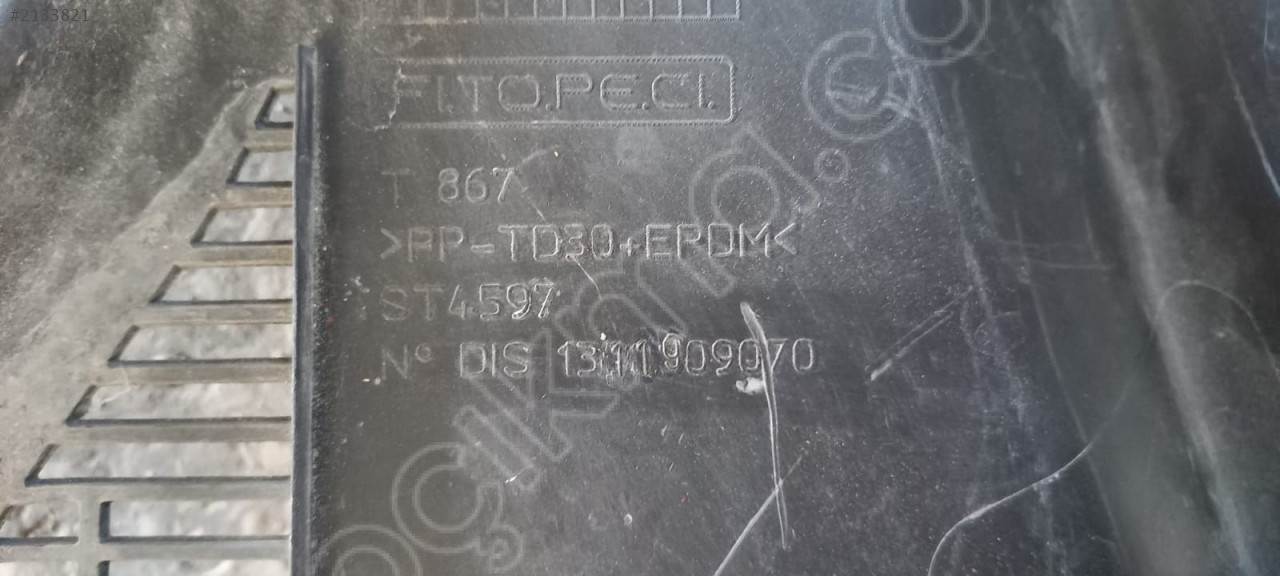 #2133821
FI.TO.PE.CI.
T 867
>PP-TD30+EPDM<
ST4597
N° DIS 1311909070